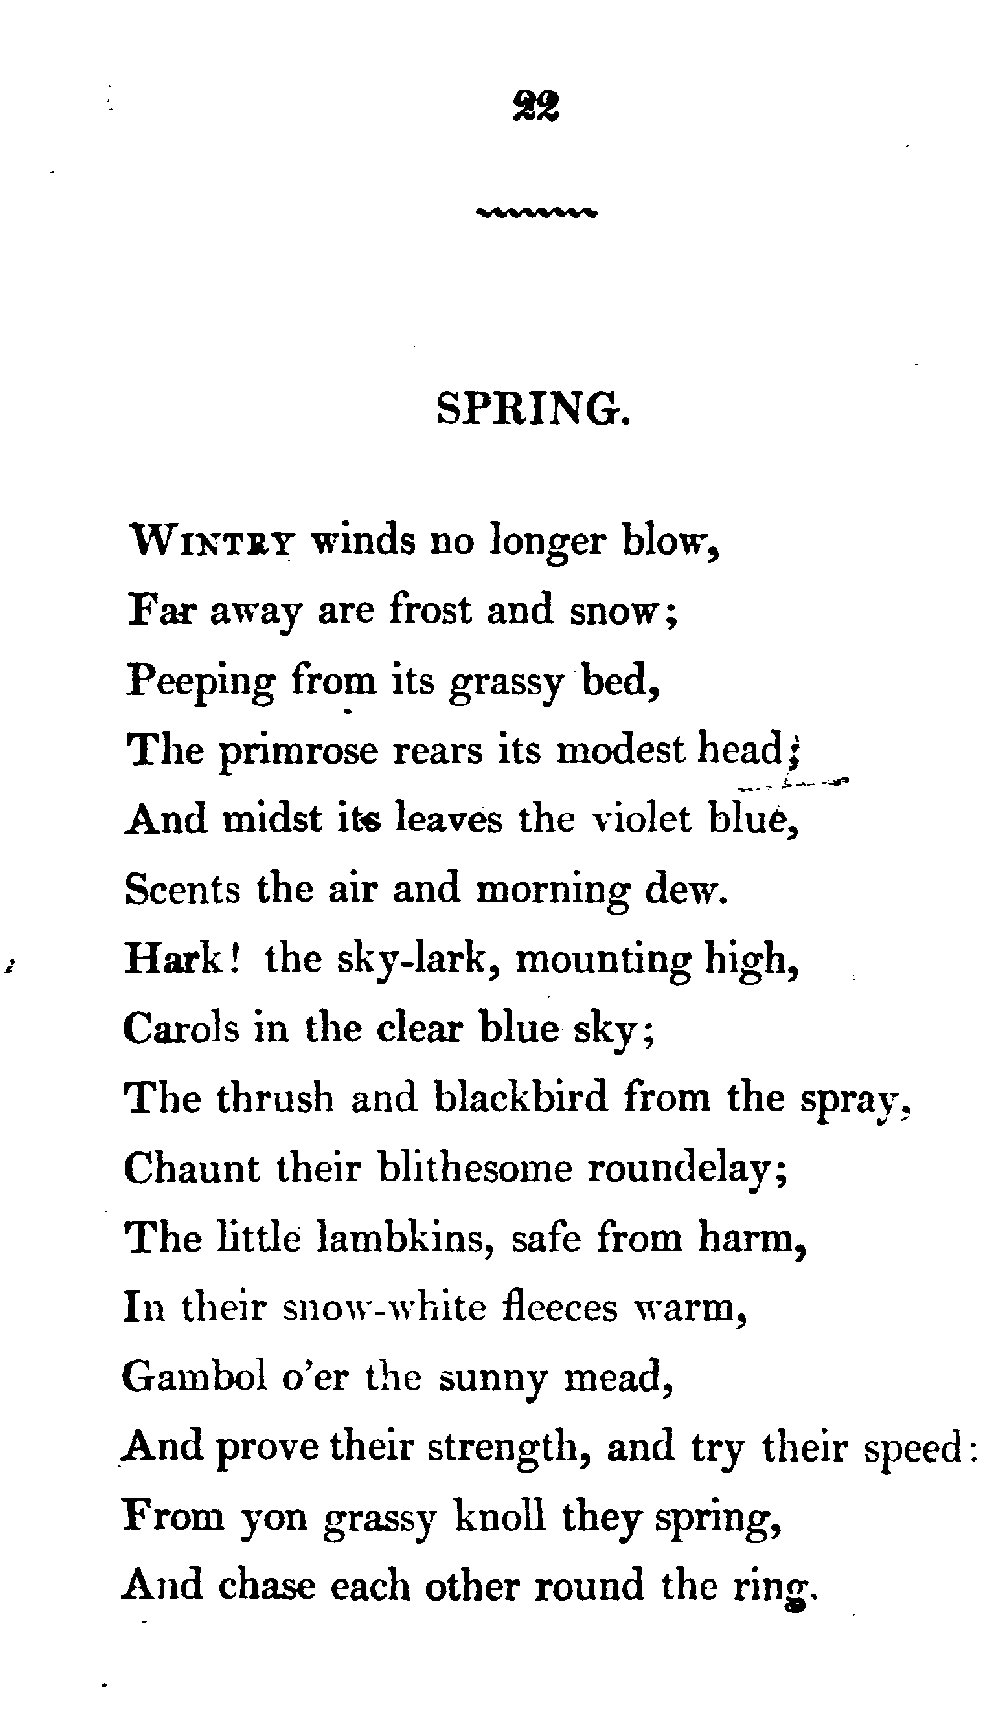 22
SPRING.
WINTRY winds no longer blow,
Far away are frost and snow;
Peeping from its grassy bed,
The primrose rears its modest head;
And midst its leaves the violet blue,
Scents the air and morning dew.
Hark! the sky-lark, mounting high,
Carols in the clear blue sky;
The thrush and blackbird from the spray,
Chaunt their blithesome roundelay;
The little lambkins, safe from harm,
In their snow-white fleeces warm,
Gambol o'er the sunny mead,
And prove their strength, and try their speed:
From yon grassy knoll they spring,
And chase each other round the ring.